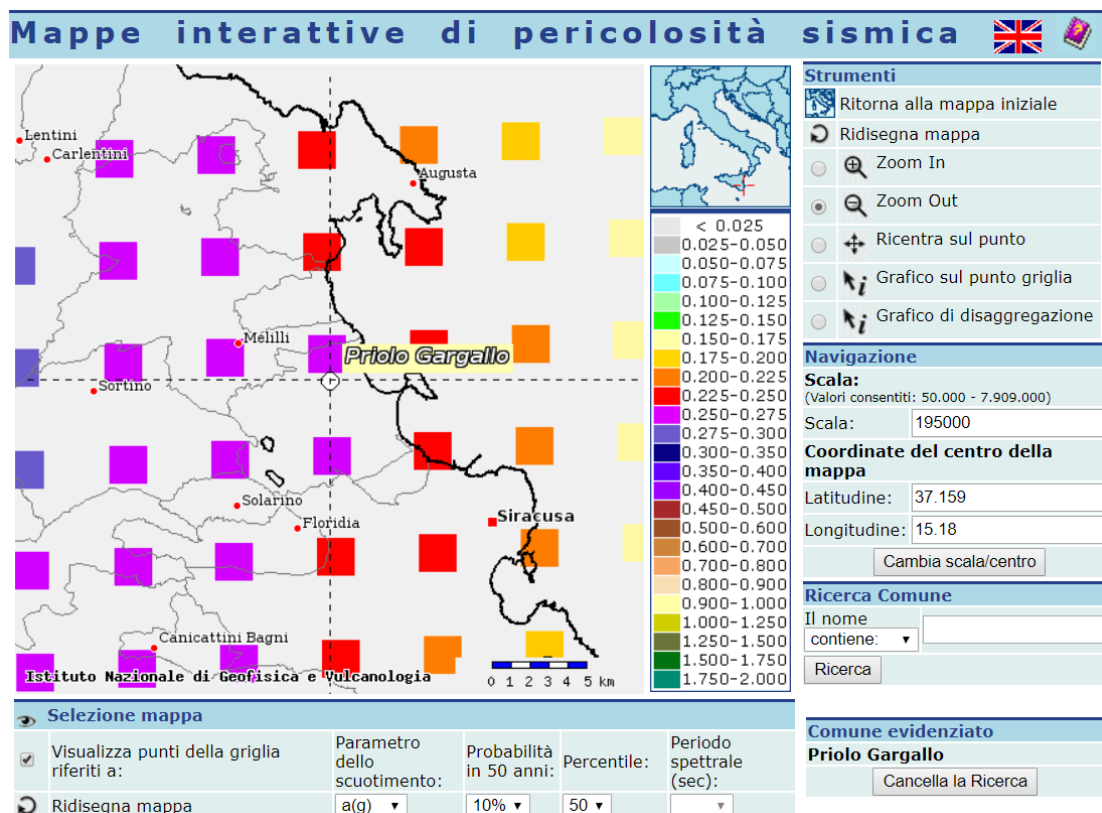 Mappe interattive di pericolosità sismica
Lentini
Carlentini
Augusta
Melilli
Priolo Gargallo
Sortino
Solarino
Floridia
Siracusa
Canicattini Bagni
Istituto Nazionale di Geofisica e Vulcanologia
0 1 2 3 4 5 km
< 0.025
0.025-0.050
0.050-0.075
0.075-0.100
0.100-0.125
0.125-0.150
0.150-0.175
0.175-0.200
0.200-0.225
0.225-0.250
0.250-0.275
0.275-0.300
0.300-0.350
0.350-0.400
0.400-0.450
0.450-0.500
0.500-0.600
0.600-0.700
0.700-0.800
0.800-0.900
0.900-1.000
1.000-1.250
1.250-1.500
1.500-1.750
1.750-2.000
Strumenti
Ritorna alla mappa iniziale
Ridisegna mappa
Zoom In
Zoom Out
Ricentra sul punto
Grafico sul punto griglia
Grafico di disaggregazione
Navigazione
Scala:
(Valori consentiti: 50.000 - 7.909.000)
Scala: 195000
Coordinate del centro della
mappa
Latitudine: 37.159
Longitudine: 15.18
Cambia scala/centro
Ricerca Comune
Il nome
contiene:
Ricerca
Comune evidenziato
Priolo Gargallo
Cancella la Ricerca
Selezione mappa
Visualizza punti della griglia
riferiti a:
Parametro
dello
scuotimento:
Probabilità
in 50 anni:
Percentile:
Periodo
spettrale
(sec):
Ridisegna mappa
a(g)
10%
50